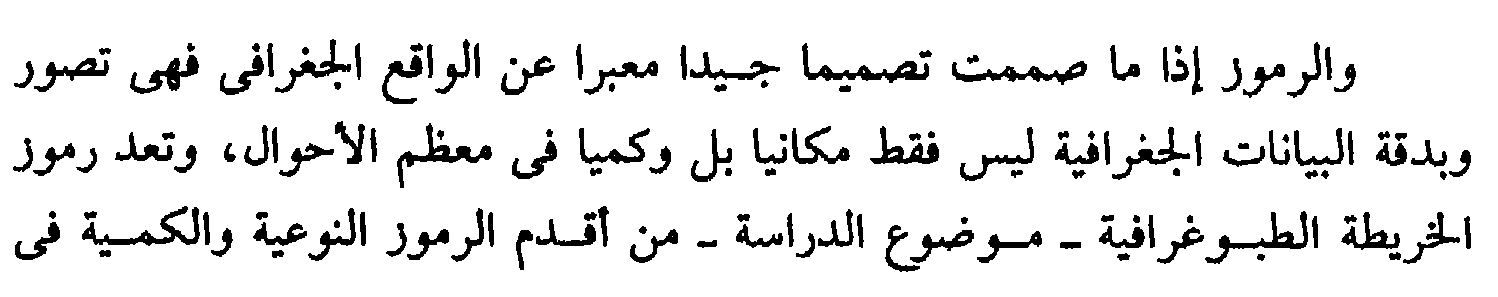 والرموز إذا ما صممت تصميما جيدا معبرا عن الواقع الجغرافى فهى تصور
وبدقة البيانات الجغرافية ليس فقط مكانيا بل وكميا فى معظم الأحوال، وتعد رموز
الخريطة الطبوغرافية ـ موضوع الدراسة ـ من أقدم الرموز النوعية والكمية فى